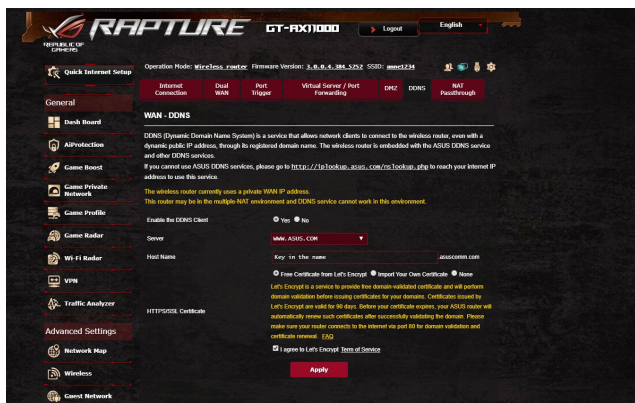 RAPTURE GT-AX11000 Logout English
REPUBLIC OF
GAMERS
Operation Mode: Wireless router Firmware Version: 3.0.0.4.384_5252 SSID: amne1234
Quick Internet Setup
Internet Connection
Dual WAN
Port Trigger
Virtual Server / Port Forwarding
DMZ
DDNS
NAT Passthrough
General
Dash Board
AiProtection
Game Boost
Game Private Network
Game Profile
Game Radar
Wi-Fi Radar
VPN
Traffic Analyzer
Advanced Settings
Network Map
Wireless
Guest Network
WAN - DDNS
DDNS (Dynamic Domain Name System) is a service that allows network clients to connect to the wireless router, even with a
dynamic public IP address, through its registered domain name. The wireless router is embedded with the ASUS DDNS service
and other DDNS services.
If you cannot use ASUS DDNS services, please go to http://iplookup.asus.com/nslookup.php to reach your internet IP
address to use this service.
The wireless router currently uses a private WAN IP address.
This router may be in the multiple-NAT environment and DDNS service cannot work in this environment.
Enable the DDNS Client Yes No
Server WWW.ASUS.COM
Host Name Key in the name .asuscomm.com
HTTPS/SSL Certificate
Free Certificate from Let's Encrypt Import Your Own Certificate None
Let's Encrypt is a service to provide free domain-validated certificate and will perform
domain validation before issuing certificates for your domains. Certificates issued by
Let's Encrypt are valid for 90 days. Before your certificate expires, your ASUS router will
automatically renew such certificates after successfully validating the domain. Please
make sure your router connects to the internet via port 80 for domain validation and
certificate renewal. FAQ
I agree to Let's Encrypt Term of Service
Apply